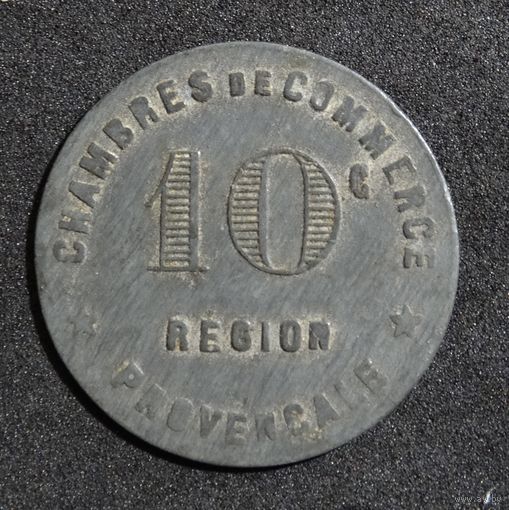 CHAMBRES DE COMMERCE
10 C
REGION
PROVENCALE